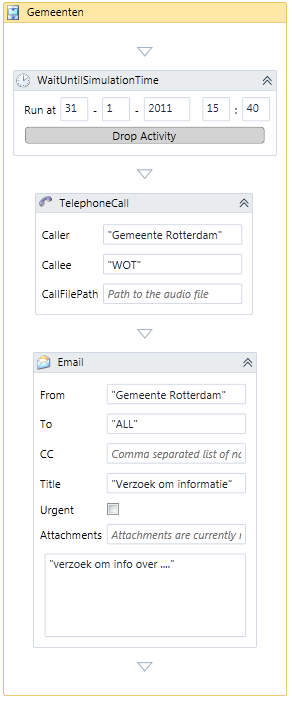 Gemeenten
WaitUntilSimulationTime
Run at 31 - 1 - 2011 15 : 40
Drop Activity
TelephoneCall
Caller "Gemeente Rotterdam"
Callee "WOT"
CallFilePath Path to the audio file
Email
From "Gemeente Rotterdam"
To "ALL"
CC Comma separated list of
Title "Verzoek om informatie"
Urgent
Attachments Attachments are currently
"verzoek om info over ...."